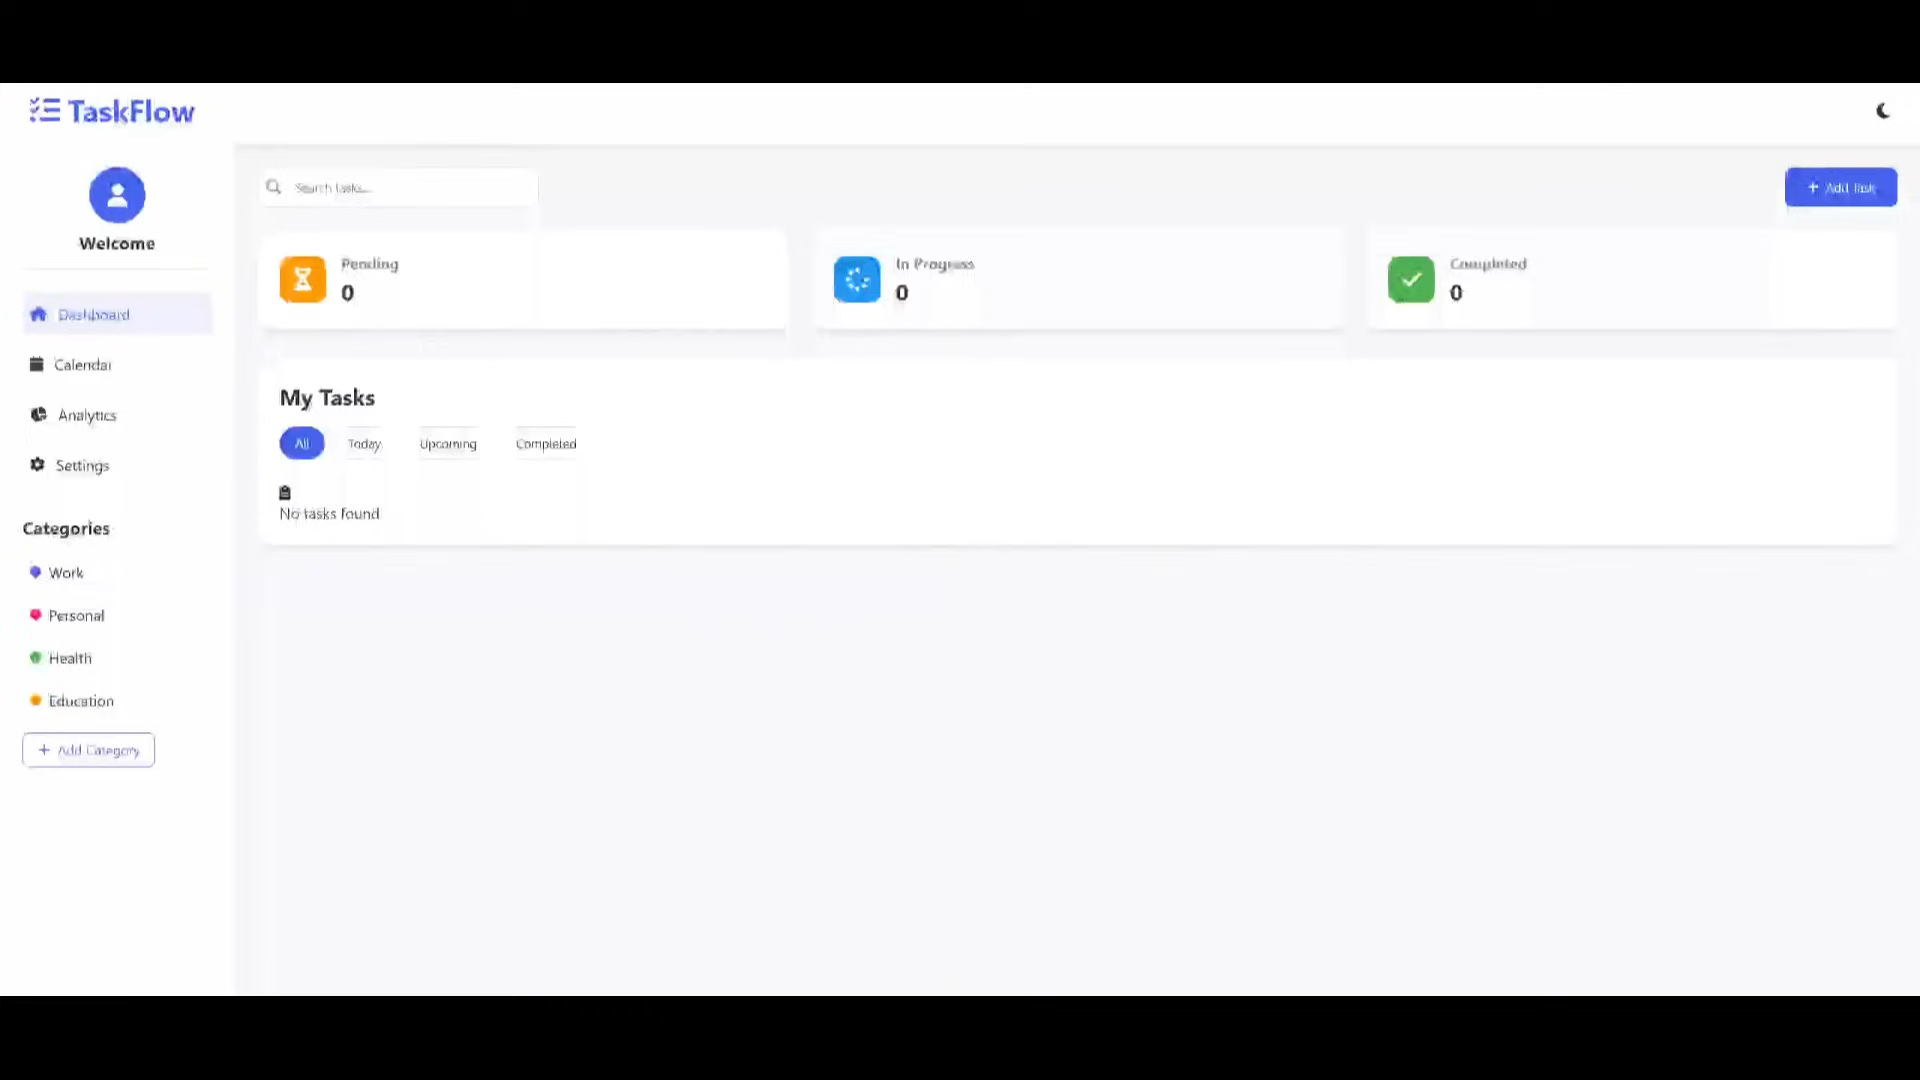 TaskFlow
Welcome
Dashboard
Calendar
Analytics
Settings
Categories
Work
Personal
Health
Education
+ Add Category
Search tasks...
+ Add Task
Pending
0
In Progress
0
Completed
0
My Tasks
All
Today
Upcoming
Completed
No tasks found